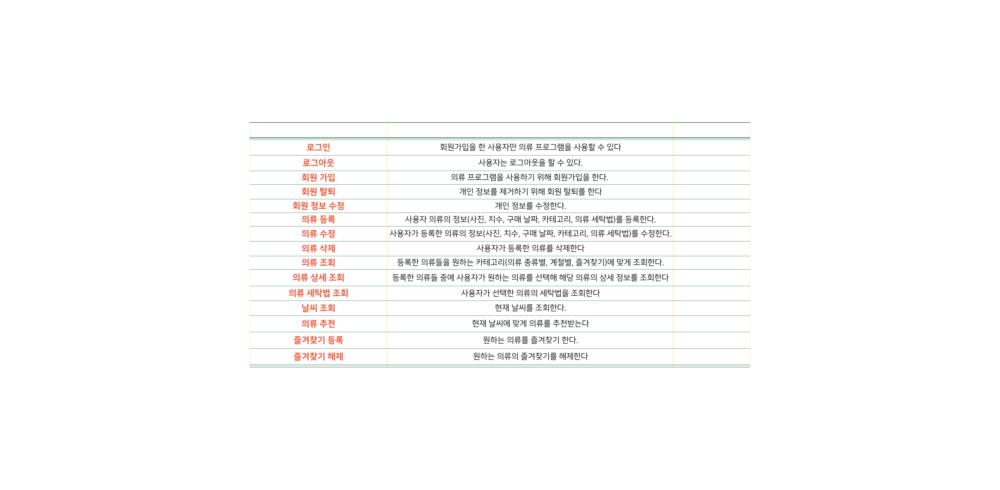 로그인 회원가입을 한 사용자만 의류 프로그램을 사용할 수 있다
로그아웃 사용자는 로그아웃을 할 수 있다.
회원 가입 의류 프로그램을 사용하기 위해 회원가입을 한다.
회원 탈퇴 개인 정보를 제거하기 위해 회원 탈퇴를 한다
회원 정보 수정 개인 정보를 수정한다.
의류 등록 사용자 의류의 정보(사진, 치수, 구매 날짜, 카테고리, 의류 세탁법)를 등록한다.
의류 수정 사용자가 등록한 의류의 정보(사진, 치수, 구매 날짜, 카테고리, 의류 세탁법)를 수정한다.
의류 삭제 사용자가 등록한 의류를 삭제한다
의류 조회 등록한 의류들을 원하는 카테고리(의류 종류별, 계절별, 즐겨찾기)에 맞게 조회한다.
의류 상세 조회 등록한 의류들 중에 사용자가 원하는 의류를 선택해 해당 의류의 상세 정보를 조회한다
의류 세탁법 조회 사용자가 선택한 의류의 세탁법을 조회한다
날씨 조회 현재 날씨를 조회한다.
의류 추천 현재 날씨에 맞게 의류를 추천받는다
즐겨찾기 등록 원하는 의류를 즐겨찾기 한다.
즐겨찾기 해제 원하는 의류의 즐겨찾기를 해제한다